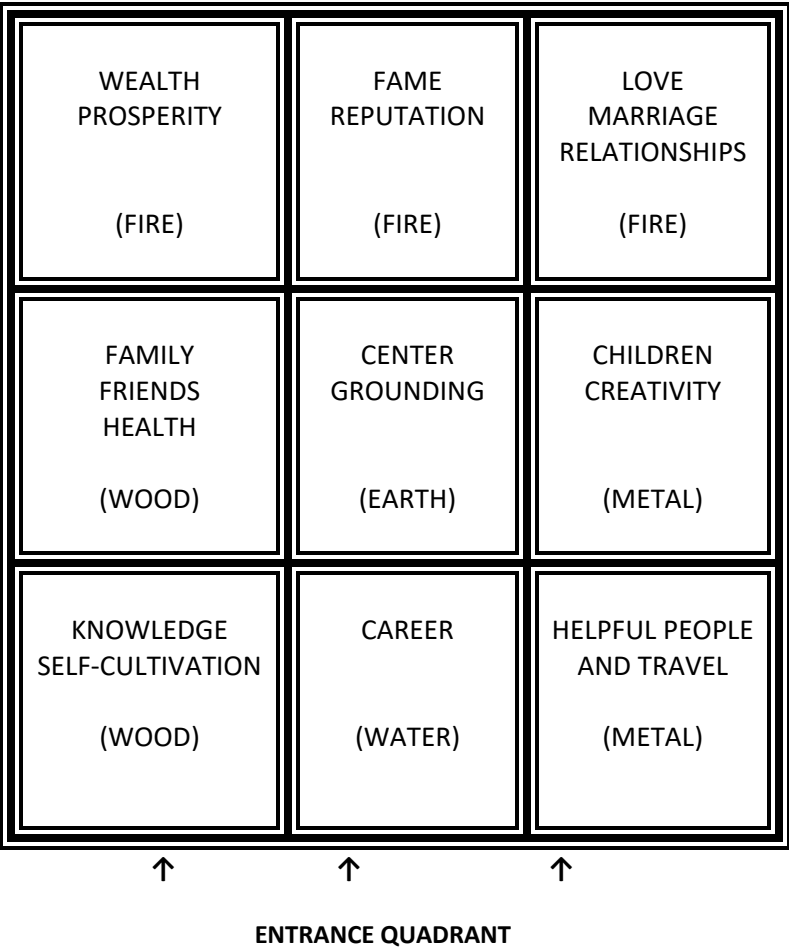 WEALTH
PROSPERITY
(FIRE)
FAME
REPUTATION
(FIRE)
LOVE
MARRIAGE
RELATIONSHIPS
(FIRE)
FAMILY
FRIENDS
HEALTH
(WOOD)
CENTER
GROUNDING
(EARTH)
CHILDREN
CREATIVITY
(METAL)
KNOWLEDGE
SELF-CULTIVATION
(WOOD)
CAREER
(WATER)
HELPFUL PEOPLE
AND TRAVEL
(METAL)
↑ ↑ ↑
ENTRANCE QUADRANT